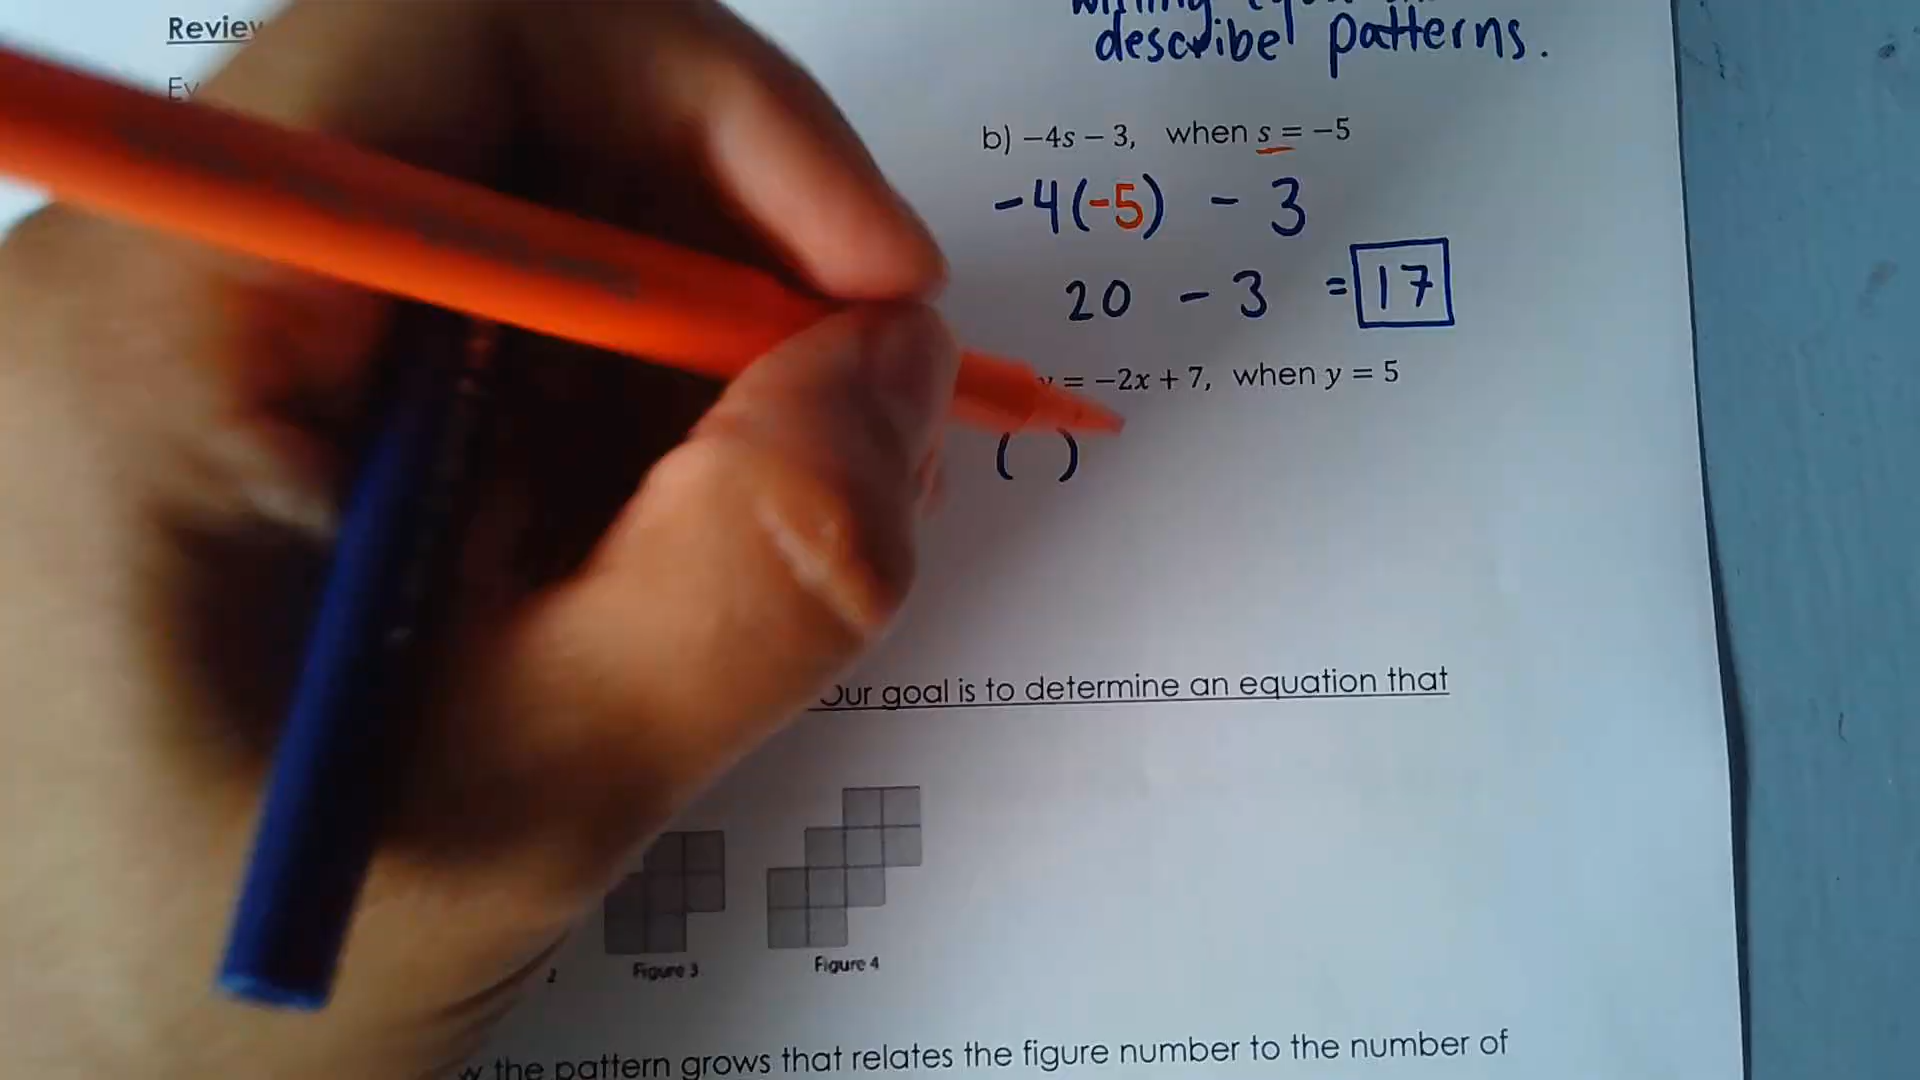 Review
describe patterns.
b) −4s − 3, when s = −5
-4(-5) - 3
20 - 3 = 17
= −2x + 7, when y = 5
( )
Our goal is to determine an equation that
Figure 3
Figure 4
the pattern grows that relates the figure number to the number of